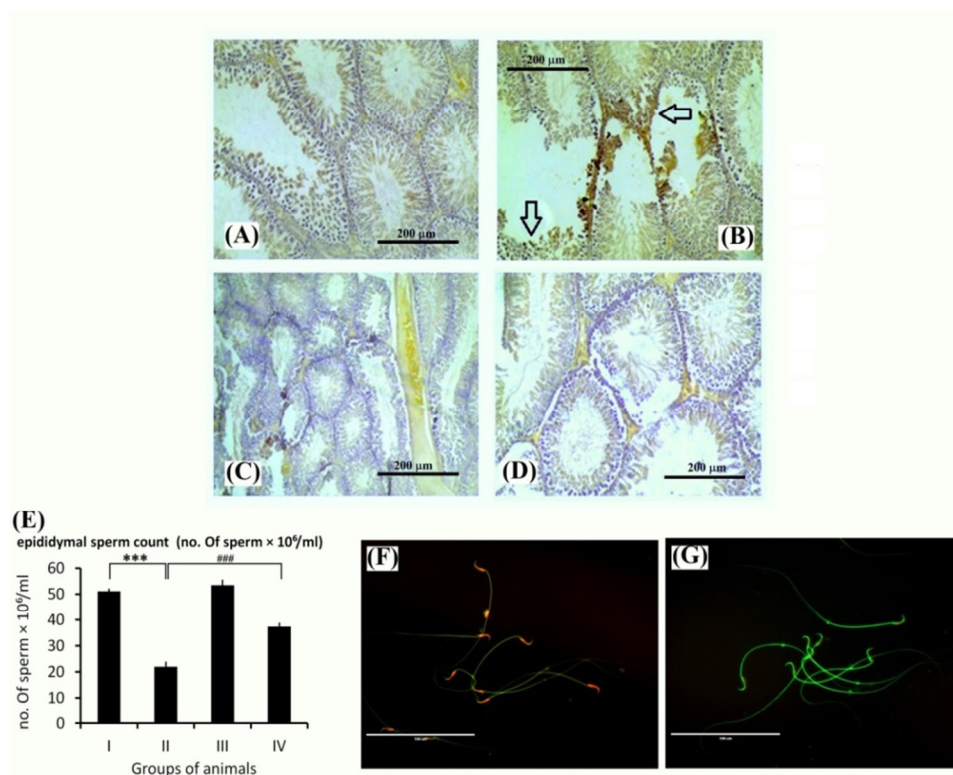 200 µm
(A)
200 µm
(B)
200 µm
(C)
200 µm
(D)
(E)
epididymal sperm count (no. Of sperm × 10⁶/ml)
***
###
no. Of sperm × 10⁶/ml
60
50
40
30
20
10
0
I II III IV
Groups of animals
(F)
(G)